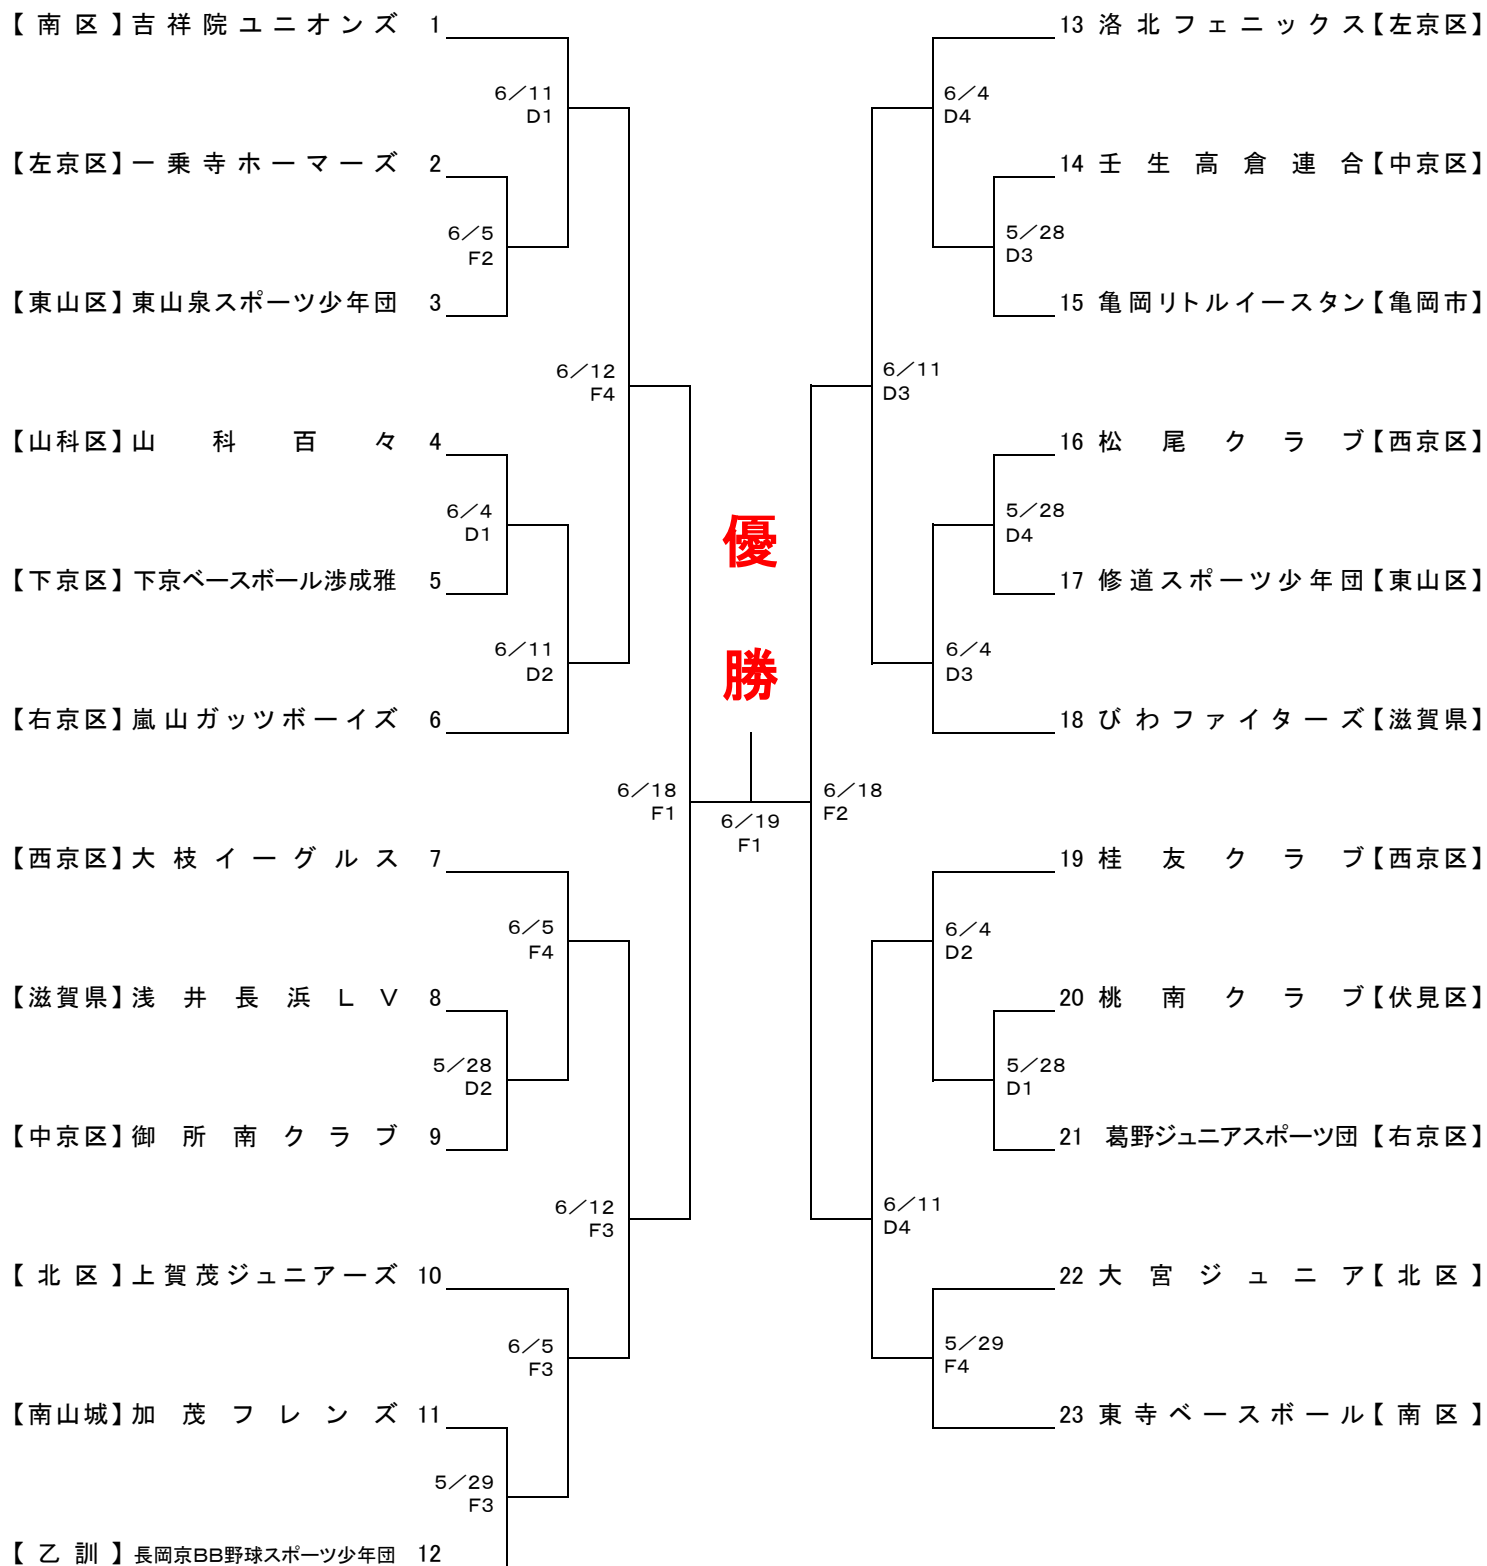 【南区】吉祥院ユニオンズ 1
6/11
D1
【左京区】一乗寺ホーマーズ 2
6/5
F2
【東山区】東山泉スポーツ少年団 3
6/12
F4
【山科区】山科百々 4
6/4
D1
【下京区】下京ベースボール渉成雅 5
6/11
D2
【右京区】嵐山ガッツボーイズ 6
6/18
F1
【西京区】大枝イーグルス 7
6/5
F4
【滋賀県】浅井長浜LV 8
5/28
D2
【中京区】御所南クラブ 9
6/12
F3
【北区】上賀茂ジュニアーズ 10
6/5
F3
【南山城】加茂フレンズ 11
5/29
F3
【乙訓】長岡京BB野球スポーツ少年団 12
優
勝
6/19
F1
13 洛北フェニックス【左京区】
6/4
D4
14 壬生高倉連合【中京区】
5/28
D3
15 亀岡リトルイースタン【亀岡市】
6/11
D3
16 松尾クラブ【西京区】
5/28
D4
17 修道スポーツ少年団【東山区】
6/4
D3
18 びわファイターズ【滋賀県】
6/18
F2
19 桂友クラブ【西京区】
6/4
D2
20 桃南クラブ【伏見区】
5/28
D1
21 葛野ジュニアスポーツ団【右京区】
6/11
D4
22 大宮ジュニア【北区】
5/29
F4
23 東寺ベースボール【南区】